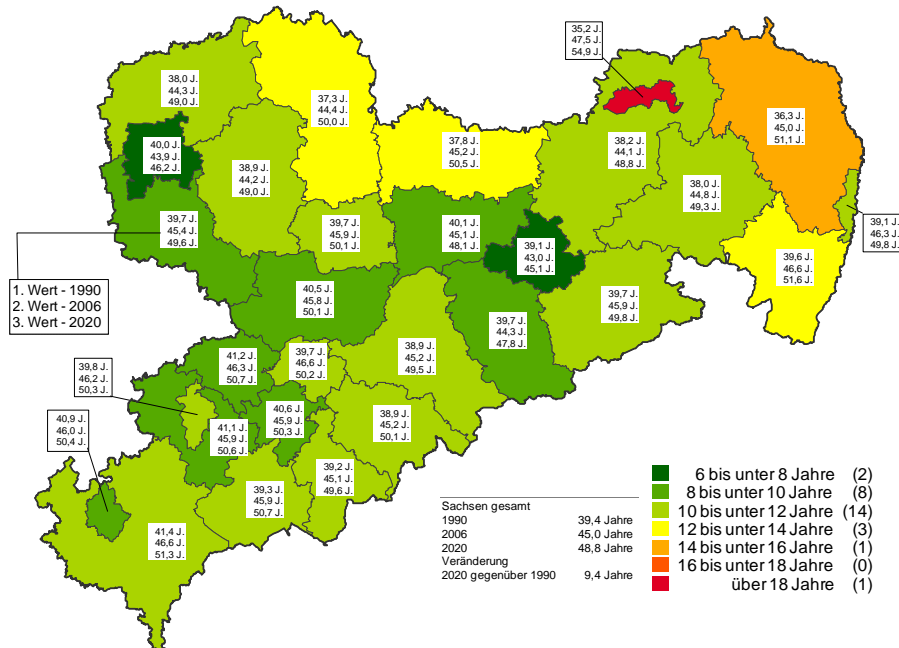 35,2 J.
47,5 J.
54,9 J.
38,0 J.
44,3 J.
49,0 J.
37,3 J.
44,4 J.
50,0 J.
36,3 J.
45,0 J.
51,1 J.
40,0 J.
43,9 J.
46,2 J.
38,9 J.
44,2 J.
49,0 J.
37,8 J.
45,2 J.
50,5 J.
38,2 J.
44,1 J.
48,8 J.
38,0 J.
44,8 J.
49,3 J.
39,1 J.
46,3 J.
49,8 J.
39,7 J.
45,4 J.
49,6 J.
39,7 J.
45,9 J.
50,1 J.
40,1 J.
45,1 J.
48,1 J.
39,1 J.
43,0 J.
45,1 J.
39,6 J.
46,6 J.
51,6 J.
1. Wert - 1990
2. Wert - 2006
3. Wert - 2020
40,5 J.
45,8 J.
50,1 J.
39,7 J.
44,3 J.
47,8 J.
39,7 J.
45,9 J.
49,8 J.
39,8 J.
46,2 J.
50,3 J.
41,2 J.
46,3 J.
50,7 J.
39,7 J.
46,6 J.
50,2 J.
38,9 J.
45,2 J.
49,5 J.
40,9 J.
46,0 J.
50,4 J.
41,1 J.
45,9 J.
50,6 J.
40,6 J.
45,9 J.
50,3 J.
38,9 J.
45,2 J.
50,1 J.
39,2 J.
45,1 J.
49,6 J.
39,3 J.
45,9 J.
50,7 J.
41,4 J.
46,6 J.
51,3 J.
Sachsen gesamt
1990 39,4 Jahre
2006 45,0 Jahre
2020 48,8 Jahre
Veränderung
2020 gegenüber 1990 9,4 Jahre
6 bis unter 8 Jahre (2)
8 bis unter 10 Jahre (8)
10 bis unter 12 Jahre (14)
12 bis unter 14 Jahre (3)
14 bis unter 16 Jahre (1)
16 bis unter 18 Jahre (0)
über 18 Jahre (1)